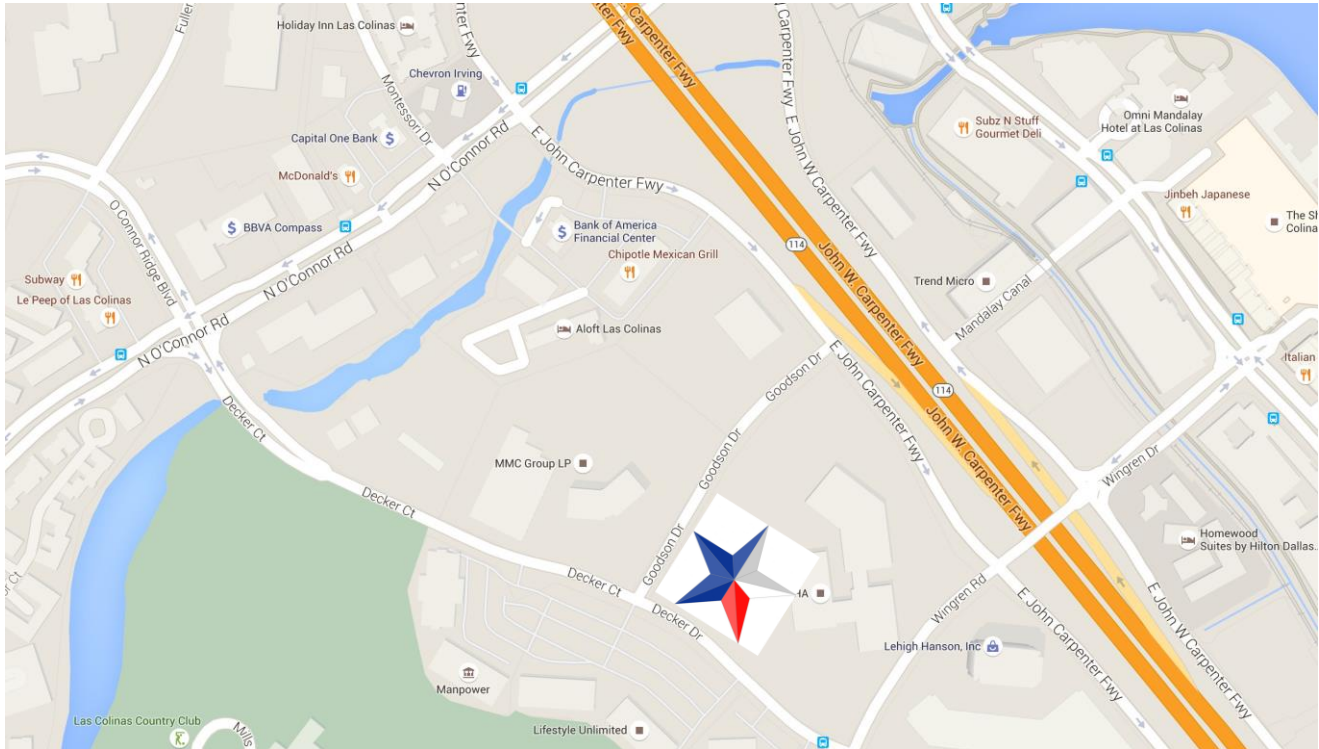 Fuller
Holiday Inn Las Colinas
Carpenter Fwy
W. Carpenter Fwy
Carpenter Fwy
Chevron Irving
Montessori Dr
Capital One Bank
N O'Connor Rd
McDonald's
E John Carpenter Fwy
E John W Carpenter Fwy
Subz N Stuff
Gourmet Deli
Omni Mandalay
Hotel at Las Colinas
Jinbeh Japanese
O Connor Ridge Blvd
BBVA Compass
N O'Connor Rd
Bank of America
Financial Center
Chipotle Mexican Grill
114
John W. Carpenter Fwy
Colina
Subway
Le Peep of Las Colinas
N O'Connor Rd
Trend Micro
Mandalay Canal
Aloft Las Colinas
Goodson Dr
E John Carpenter Fwy
114
Italian
Decker Ct
John W. Carpenter Fwy
Goodson Dr
MMC Group LP
Wingren Dr
Decker Ct
Goodson Dr
Homewood
Suites by Hilton Dallas...
Decker Ct
Decker Dr
HA
Wingren Rd
E John Carpenter Fwy
E John W Carpenter Fwy
Lehigh Hanson, Inc
Manpower
Las Colinas Country Club
Mills
Lifestyle Unlimited